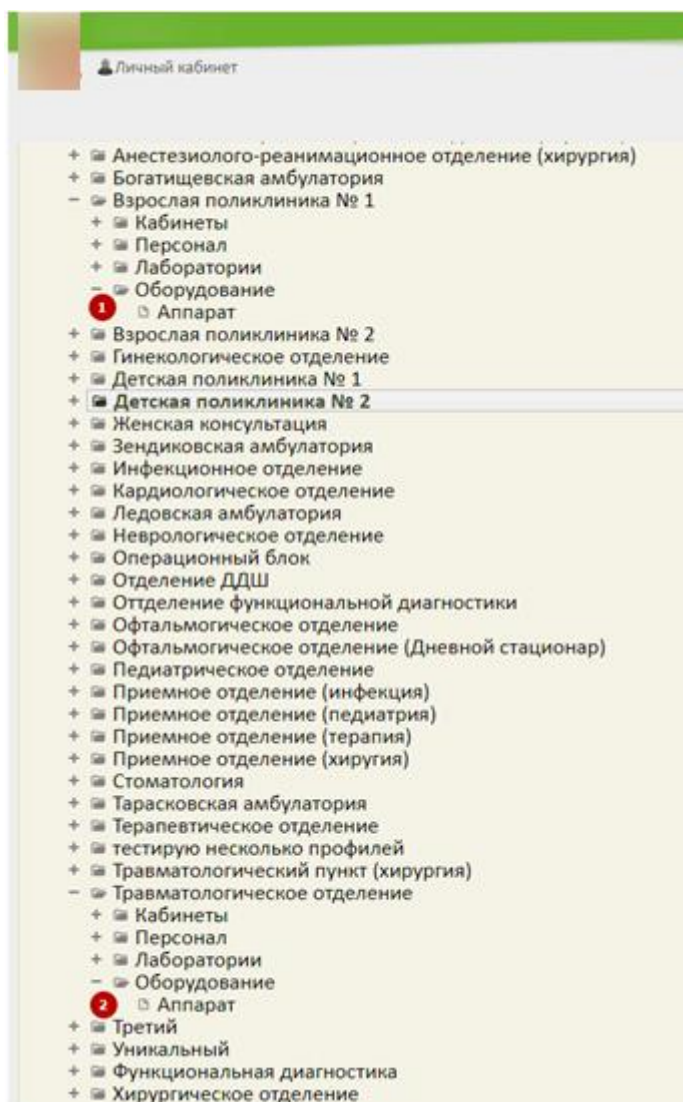 Личный кабинет
Анестезиолого-реанимационное отделение (хирургия)
Богатищевская амбулатория
Взрослая поликлиника № 1
Кабинеты
Персонал
Лаборатории
Оборудование
1 Аппарат
Взрослая поликлиника № 2
Гинекологическое отделение
Детская поликлиника № 1
Детская поликлиника № 2
Женская консультация
Зендиковская амбулатория
Инфекционное отделение
Кардиологическое отделение
Ледовская амбулатория
Неврологическое отделение
Операционный блок
Отделение ДДШ
Оттделение функциональной диагностики
Офтальмогическое отделение
Офтальмогическое отделение (Дневной стационар)
Педиатрическое отделение
Приемное отделение (инфекция)
Приемное отделение (педиатрия)
Приемное отделение (терапия)
Приемное отделение (хиругия)
Стоматология
Тарасковская амбулатория
Терапевтическое отделение
тестирую несколько профилей
Травматологический пункт (хирургия)
Травматологическое отделение
Кабинеты
Персонал
Лаборатории
Оборудование
2 Аппарат
Третий
Уникальный
Функциональная диагностика
Хирургическое отделение